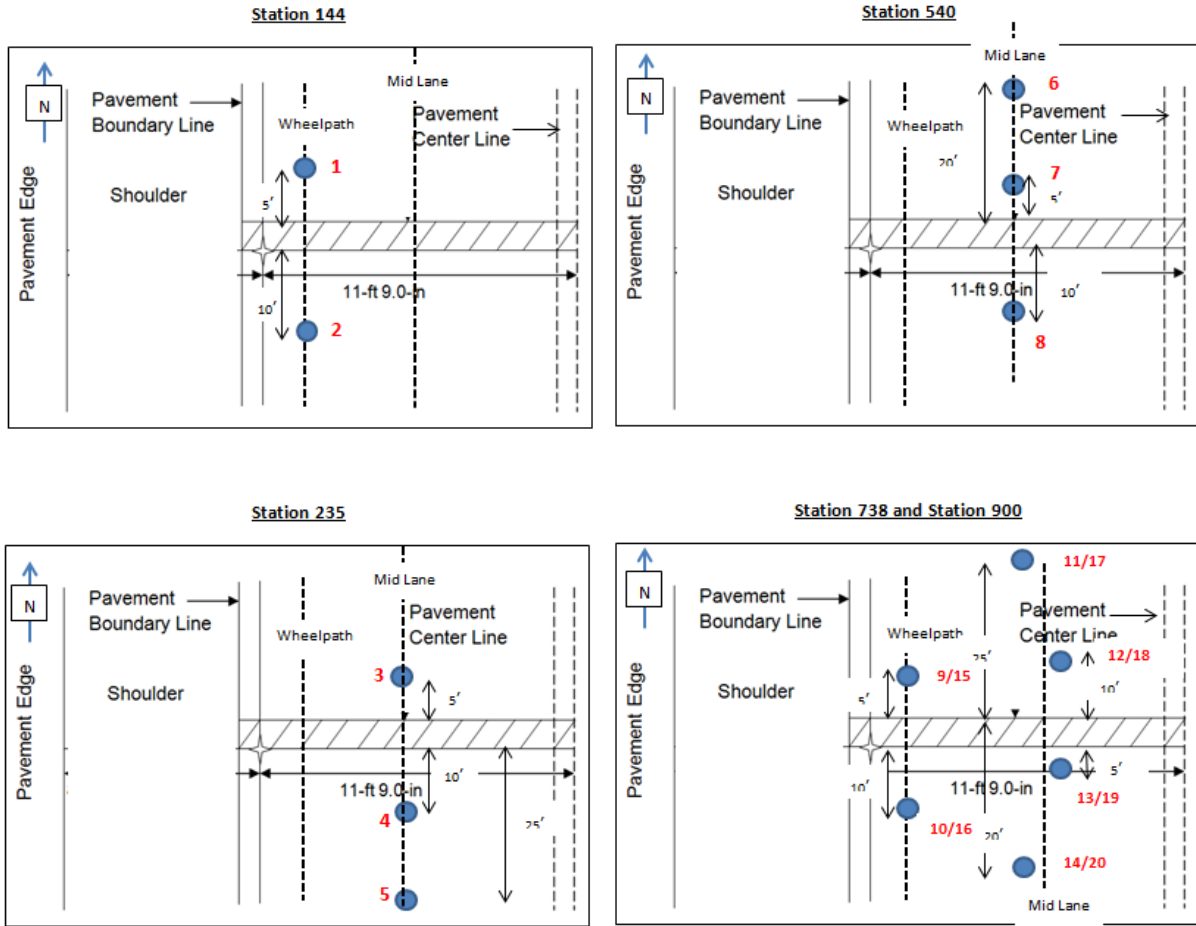 Station 144
N
Pavement
Boundary Line
Mid Lane
Pavement
Center Line
Wheelpath
1
Shoulder
5'
Pavement Edge
11-ft 9.0-in
10'
2
Station 540
Mid Lane
N
6
Pavement
Boundary Line
Pavement
Center Line
Wheelpath
20'
7
Shoulder
5'
Pavement Edge
11-ft 9.0-in
10'
8
Station 235
Mid Lane
N
Pavement
Boundary Line
Pavement
Center Line
Wheelpath
3
Shoulder
5'
Pavement Edge
10'
11-ft 9.0-in
4
25'
5
Station 738 and Station 900
11/17
N
Pavement
Boundary Line
Pavement
Center Line
Wheelpath
25'
12/18
9/15
Shoulder
5'
10'
Pavement Edge
5'
10'
11-ft 9.0-in
13/19
10/16
20'
14/20
Mid Lane